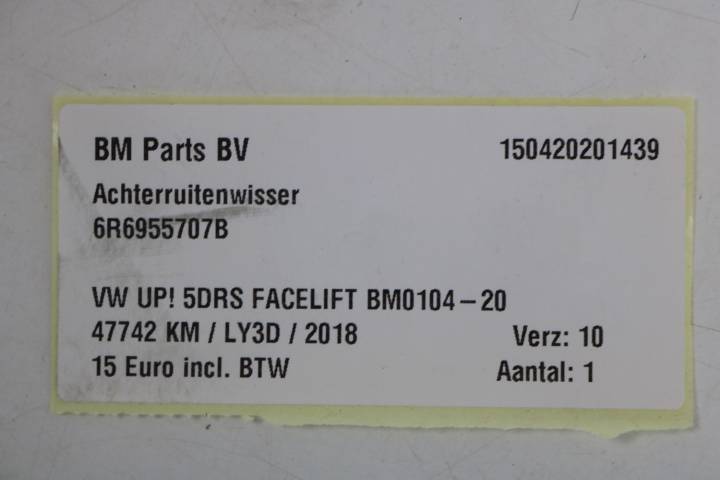 BM Parts BV 150420201439
Achterruitenwisser
6R6955707B
VW UP! 5DRS FACELIFT BM0104-20
47742 KM / LY3D / 2018 Verz: 10
15 Euro incl. BTW Aantal: 1